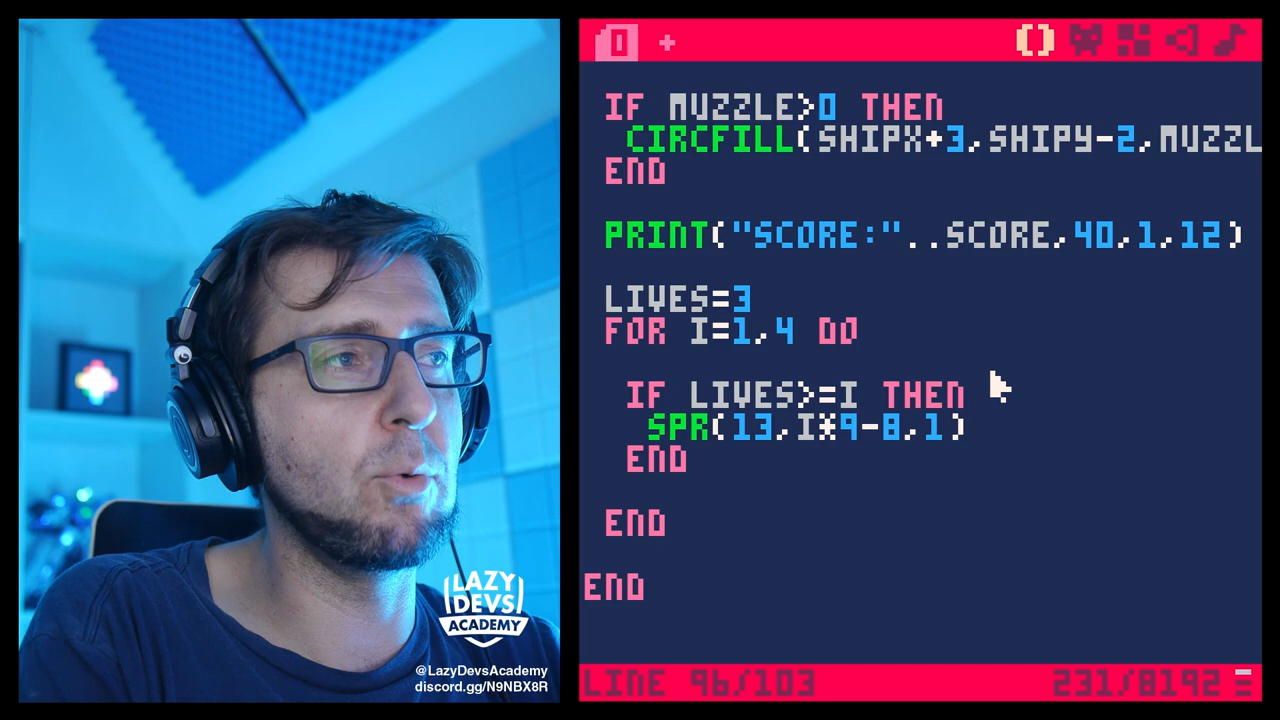 IF MUZZLE>0 THEN
CIRCFILL(SHIPX+3,SHIPY-2,MUZZL
END
PRINT("SCORE:"..SCORE,40,1,12)
LIVES=3
FOR I=1,4 DO
IF LIVES>=I THEN
SPR(13,I*9-8,1)
END
END
END
LINE 96/103
231/8192
LAZY
DEVS
ACADEMY
@LazyDevsAcademy
discord.gg/N9NBX8R